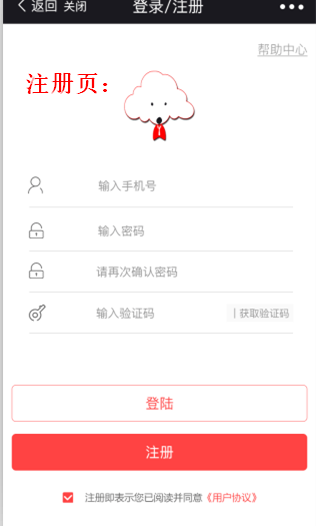 返回 关闭 登录/注册
帮助中心
注册页：
输入手机号
输入密码
请再次确认密码
输入验证码 | 获取验证码
登陆
注册
注册即表示您已阅读并同意《用户协议》